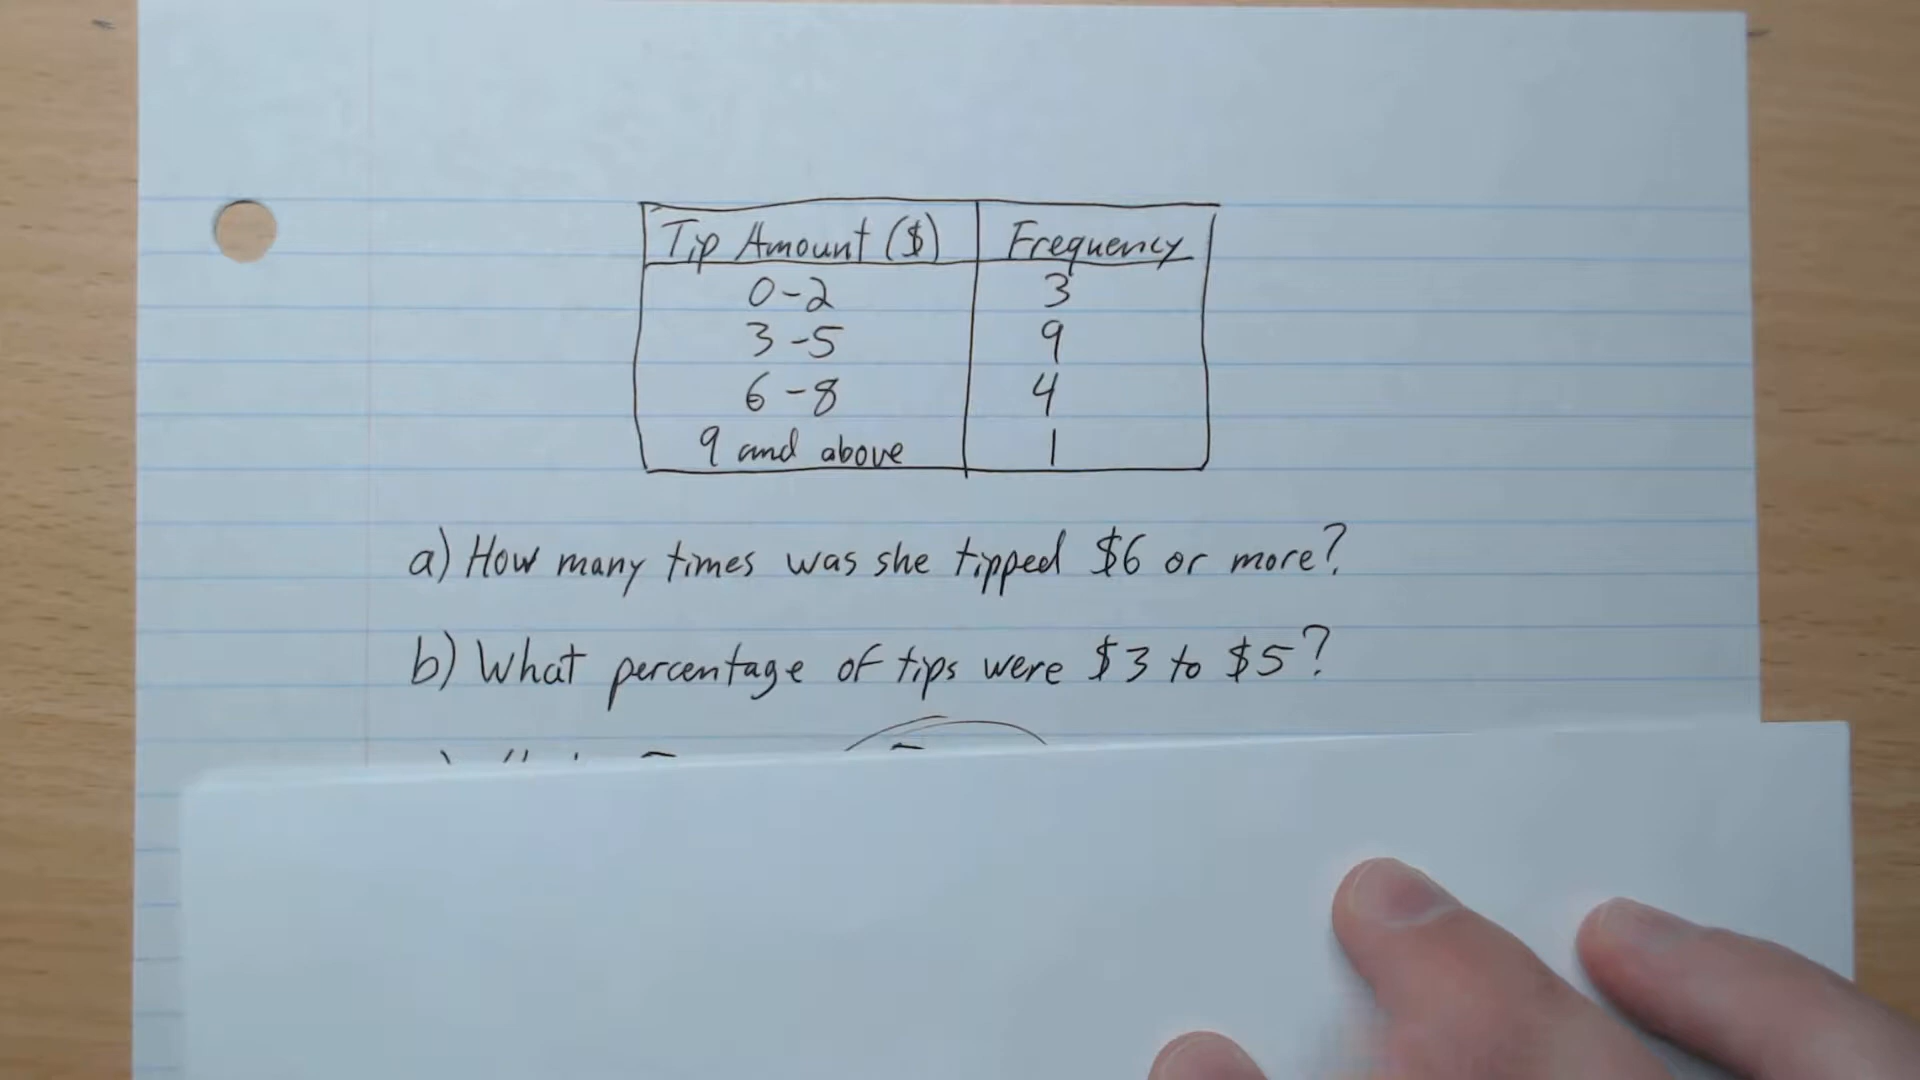 Tip Amount ($) Frequency
0-2 3
3-5 9
6-8 4
9 and above 1
a) How many times was she tipped $6 or more?
b) What percentage of tips were $3 to $5?